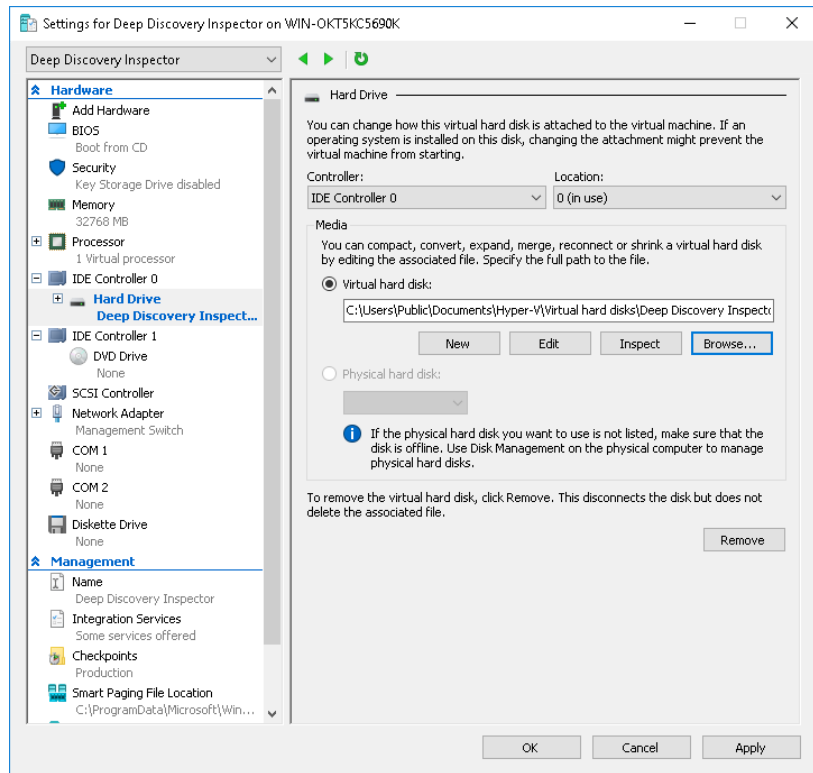 Settings for Deep Discovery Inspector on WIN-OKT5KC5690K
Deep Discovery Inspector
Hardware
Add Hardware
BIOS
Boot from CD
Security
Key Storage Drive disabled
Memory
32768 MB
Processor
1 Virtual processor
IDE Controller 0
Hard Drive
Deep Discovery Inspect...
IDE Controller 1
DVD Drive
None
SCSI Controller
Network Adapter
Management Switch
COM 1
None
COM 2
None
Diskette Drive
None
Management
Name
Deep Discovery Inspector
Integration Services
Some services offered
Checkpoints
Production
Smart Paging File Location
C:\ProgramData\Microsoft\Win...
Hard Drive
You can change how this virtual hard disk is attached to the virtual machine. If an
operating system is installed on this disk, changing the attachment might prevent the
virtual machine from starting.
Controller: Location:
IDE Controller 0 0 (in use)
Media
You can compact, convert, expand, merge, reconnect or shrink a virtual hard disk
by editing the associated file. Specify the full path to the file.
Virtual hard disk:
C:\Users\Public\Documents\Hyper-V\Virtual hard disks\Deep Discovery Inspecto
New Edit Inspect Browse...
Physical hard disk:
If the physical hard disk you want to use is not listed, make sure that the
disk is offline. Use Disk Management on the physical computer to manage
physical hard disks.
To remove the virtual hard disk, click Remove. This disconnects the disk but does not
delete the associated file.
Remove
OK Cancel Apply